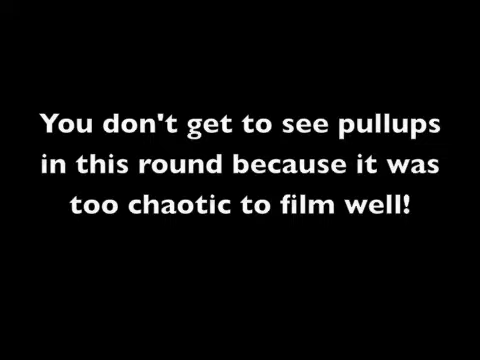 You don't get to see pullups
in this round because it was
too chaotic to film well!